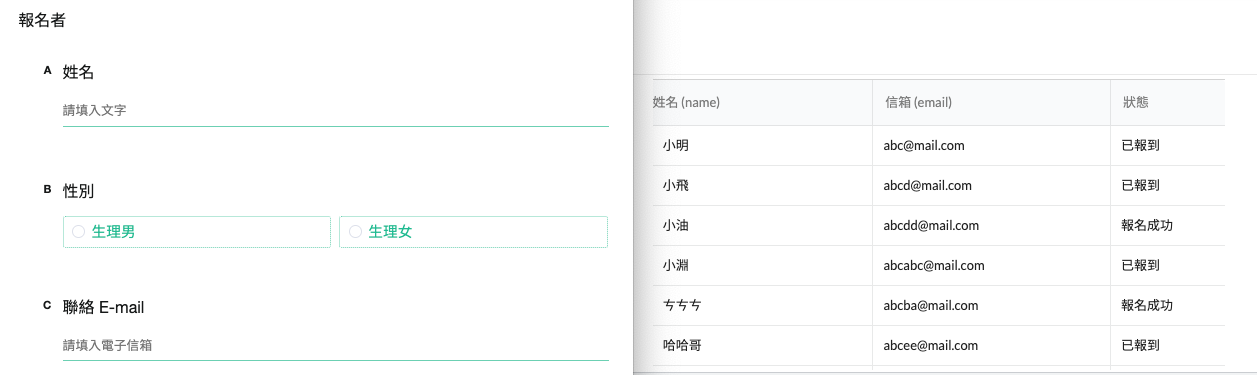 報名者
A 姓名
請填入文字
B 性別
生理男 生理女
C 聯絡 E-mail
請填入電子信箱
姓名 (name) 信箱 (email) 狀態
小明 abc@mail.com 已報到
小飛 abcd@mail.com 已報到
小油 abcdd@mail.com 報名成功
小淵 abcabc@mail.com 已報到
ㄘㄘㄘ abcba@mail.com 報名成功
哈哈哥 abcee@mail.com 已報到